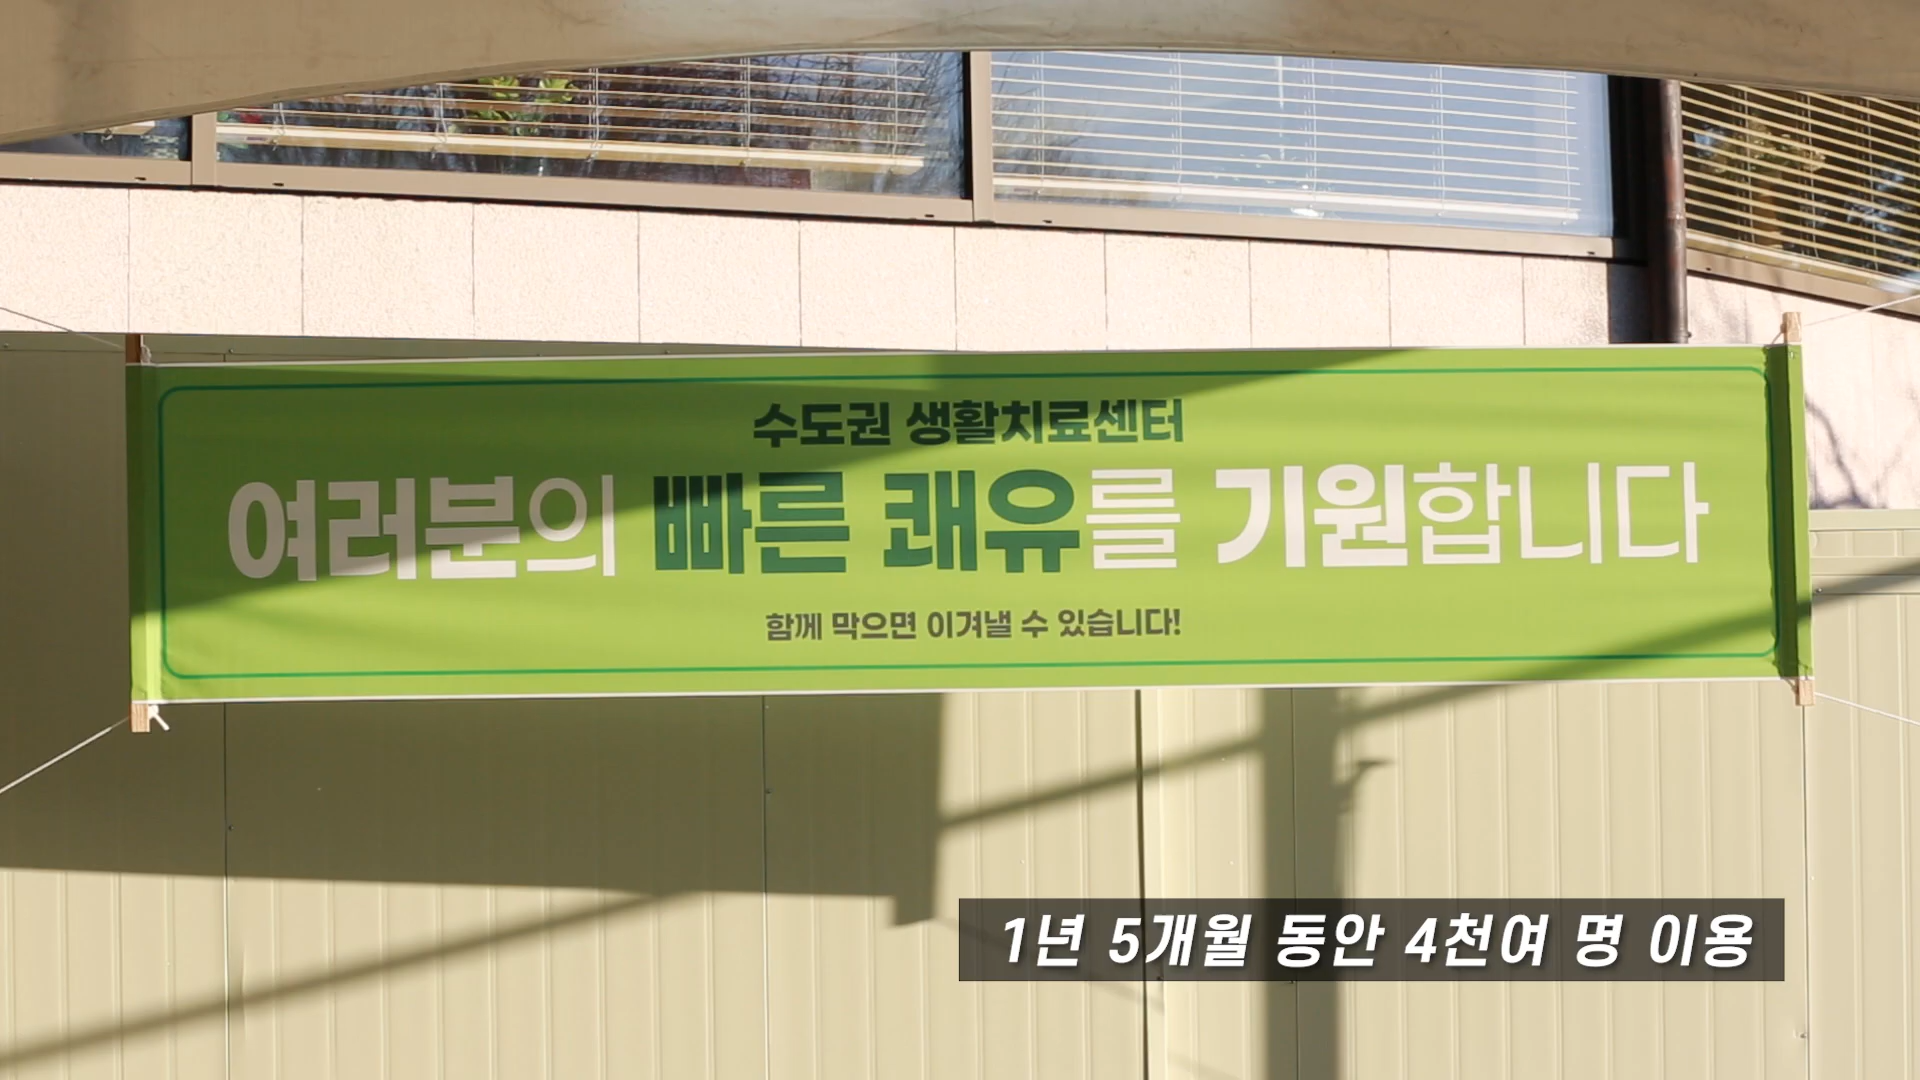 수도권 생활치료센터
여러분의 빠른 쾌유를 기원합니다
함께 막으면 이겨낼 수 있습니다!
1년 5개월 동안 4천여 명 이용